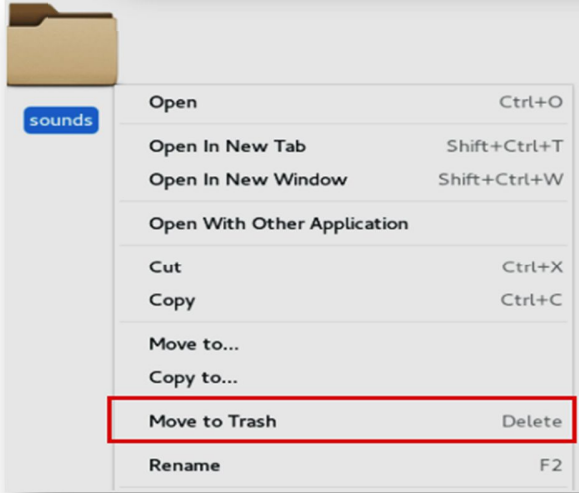 sounds
Open Ctrl+O
Open In New Tab Shift+Ctrl+T
Open In New Window Shift+Ctrl+W
Open With Other Application
Cut Ctrl+X
Copy Ctrl+C
Move to...
Copy to...
Move to Trash Delete
Rename F2